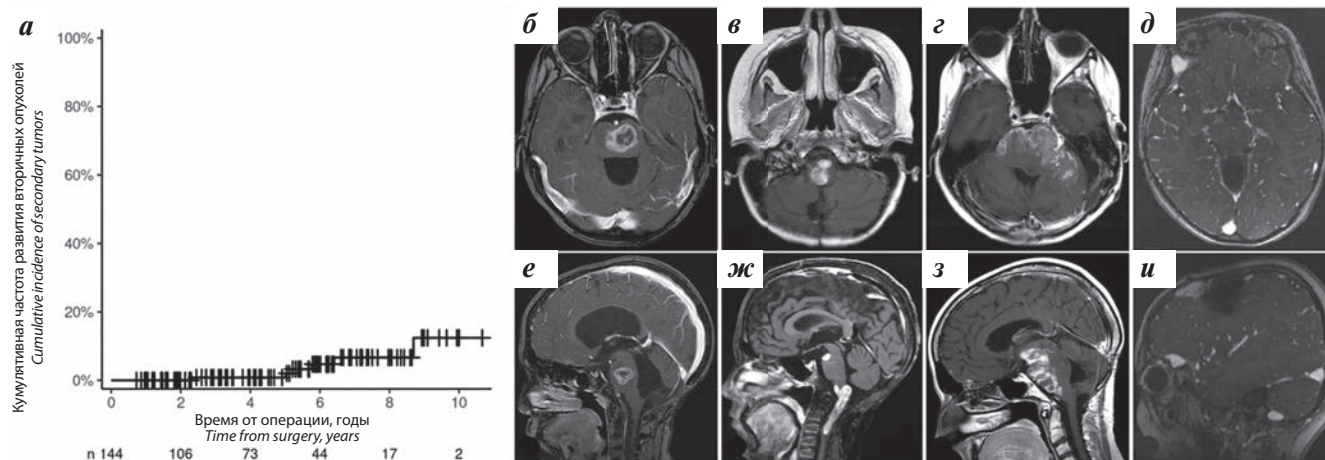 а
100%
80%
60%
40%
20%
0%
Кумулятивная частота развития вторичных опухолей
Cumulative incidence of secondary tumors
0 2 4 6 8 10
Время от операции, годы
Time from surgery, years
n 144 106 73 44 17 2
б
в
г
д
е
ж
з
и